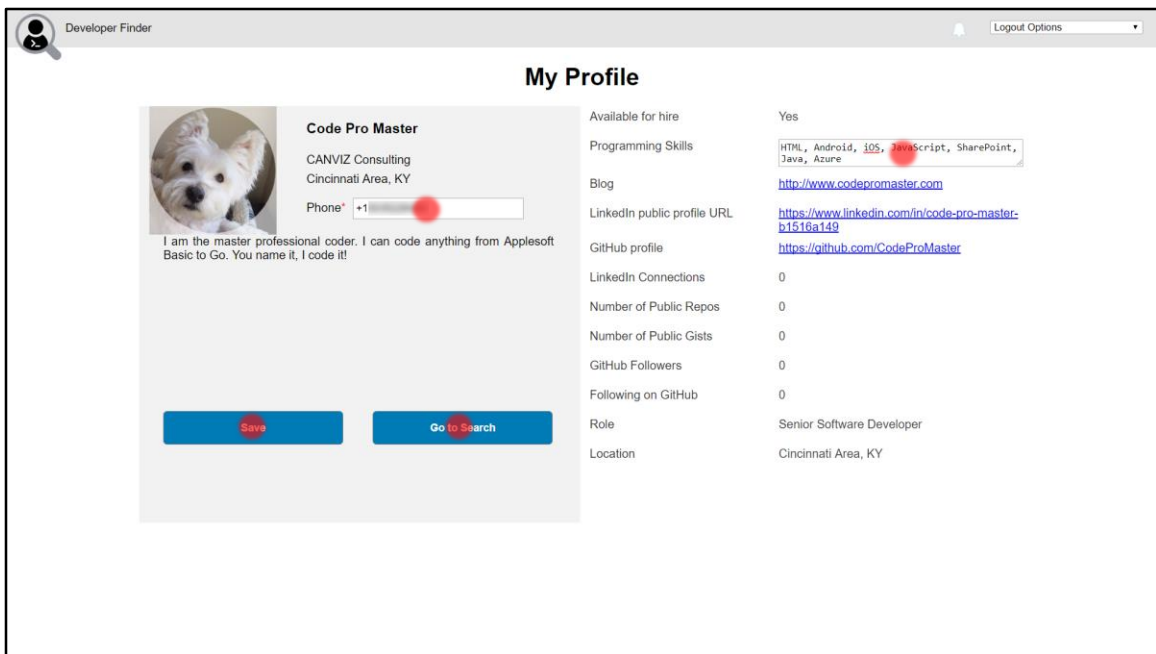 Developer Finder
Logout Options
My Profile
Code Pro Master
CANVIZ Consulting
Cincinnati Area, KY
Phone* +1
I am the master professional coder. I can code anything from Applesoft
Basic to Go. You name it, I code it!
Save
Go to Search
Available for hire Yes
Programming Skills HTML, Android, iOS, JavaScript, SharePoint,
Java, Azure
Blog http://www.codepromaster.com
LinkedIn public profile URL https://www.linkedin.com/in/code-pro-master-
b1516a149
GitHub profile https://github.com/CodeProMaster
LinkedIn Connections 0
Number of Public Repos 0
Number of Public Gists 0
GitHub Followers 0
Following on GitHub 0
Role Senior Software Developer
Location Cincinnati Area, KY